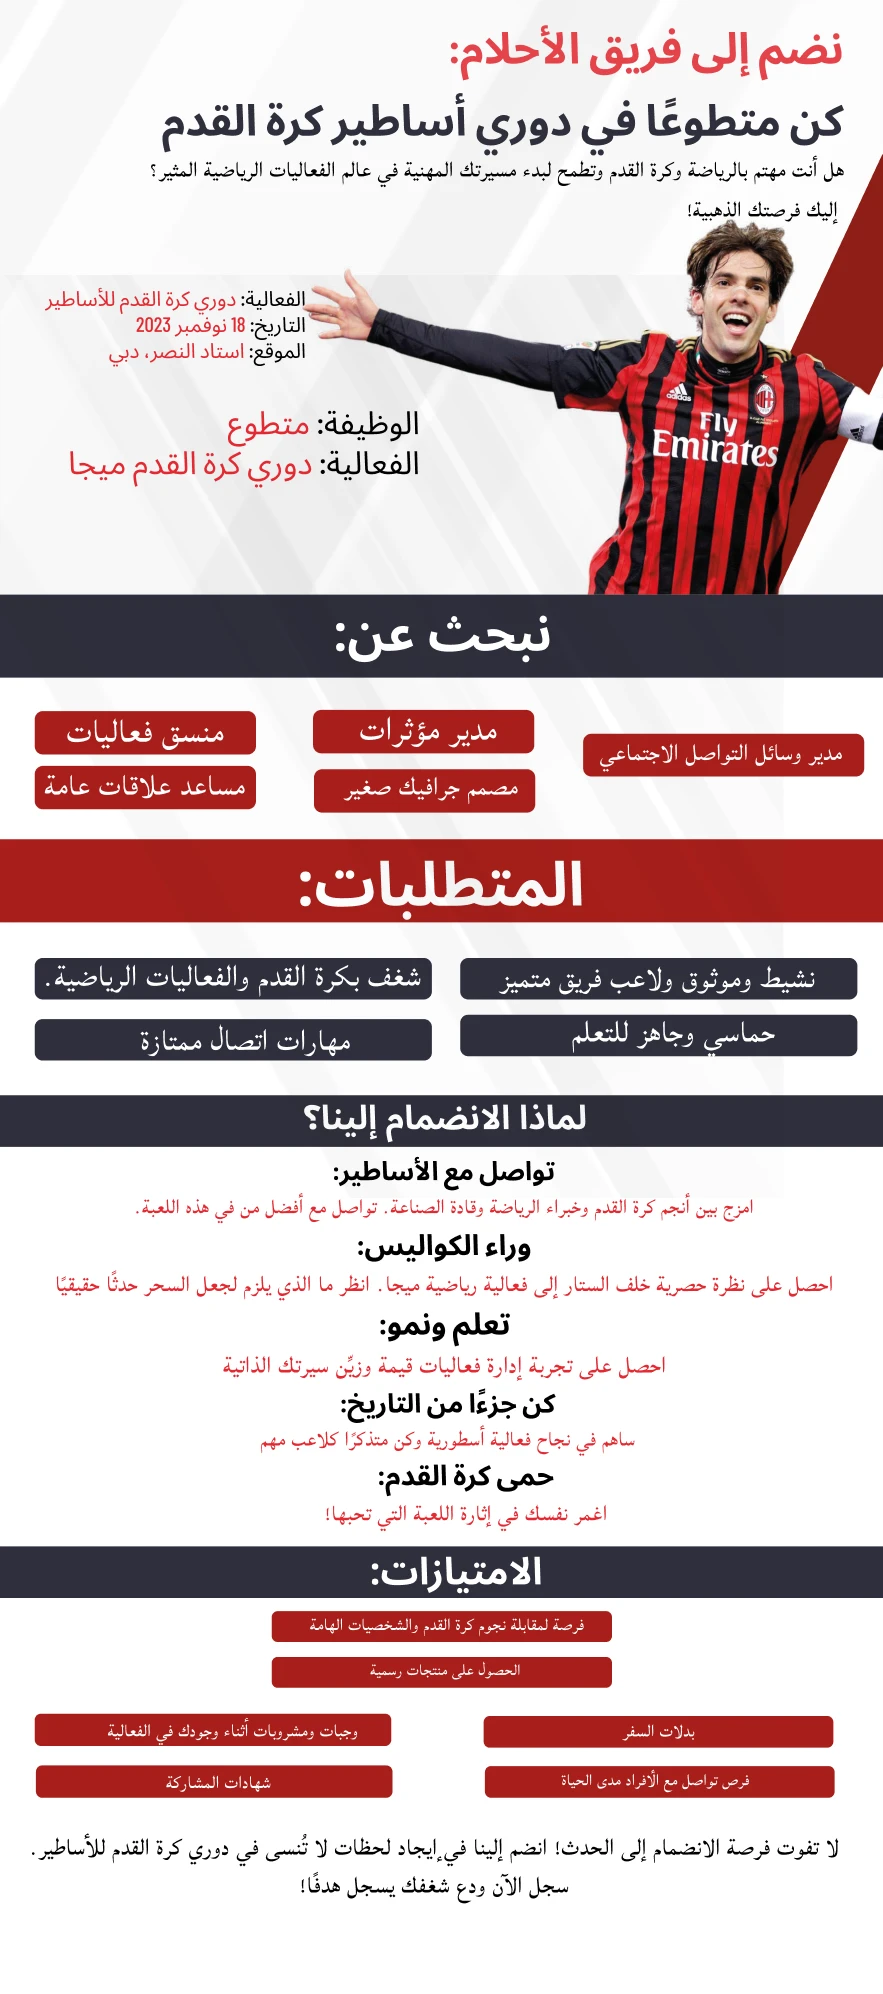 نضم إلى فريق الأحلام:
كن متطوعًا في دوري أساطير كرة القدم
هل أنت مهتم بالرياضة وكرة القدم وتطمح لبدء مسيرتك المهنية في عالم الفعاليات الرياضية المثير؟
إليك فرصتك الذهبية!
الفعالية: دوري كرة القدم للأساطير
التاريخ: 18 نوفمبر 2023
الموقع: استاد النصر، دبي
الوظيفة: متطوع
الفعالية: دوري كرة القدم ميجا
adidas
Fly
Emirates
نبحث عن:
مدير وسائل التواصل الاجتماعي
مدير مؤثرات
منسق فعاليات
مصمم جرافيك صغير
مساعد علاقات عامة
المتطلبات:
نشيط وموثوق ولاعب فريق متميز
شغف بكرة القدم والفعاليات الرياضية.
حماسي وجاهز للتعلم
مهارات اتصال ممتازة
لماذا الانضمام إلينا؟
تواصل مع الأساطير:
امزج بين أنجم كرة القدم وخبراء الرياضة وقادة الصناعة. تواصل مع أفضل من في هذه اللعبة.
وراء الكواليس:
احصل على نظرة حصرية خلف الستار إلى فعالية رياضية ميجا. انظر ما الذي يلزم لجعل السحر حدثًا حقيقيًا
تعلم ونمو:
احصل على تجربة إدارة فعاليات قيمة وزيِّن سيرتك الذاتية
كن جزءًا من التاريخ:
ساهم في نجاح فعالية أسطورية وكن متذكرًا كلاعب مهم
حمى كرة القدم:
اغمر نفسك في إثارة اللعبة التي تحبها!
الامتيازات:
فرصة لمقابلة نجوم كرة القدم والشخصيات الهامة
الحصول على منتجات رسمية
بدلات السفر
وجبات ومشروبات أثناء وجودك في الفعالية
فرص تواصل مع الأفراد مدى الحياة
شهادات المشاركة
لا تفوت فرصة الانضمام إلى الحدث! انضم إلينا في إيجاد لحظات لا تُنسى في دوري كرة القدم للأساطير.
سجل الآن ودع شغفك يسجل هدفًا!